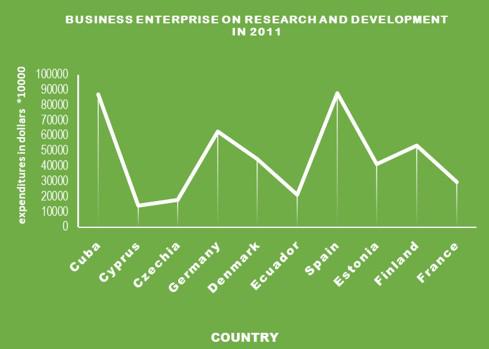 BUSINESS ENTERPRISE ON RESEARCH AND DEVELOPMENT
IN 2011
expenditures in dollars *10000
100000
90000
80000
70000
60000
50000
40000
30000
20000
10000
0
Cuba
Cyprus
Czechia
Germany
Denmark
Ecuador
Spain
Estonia
Finland
France
COUNTRY